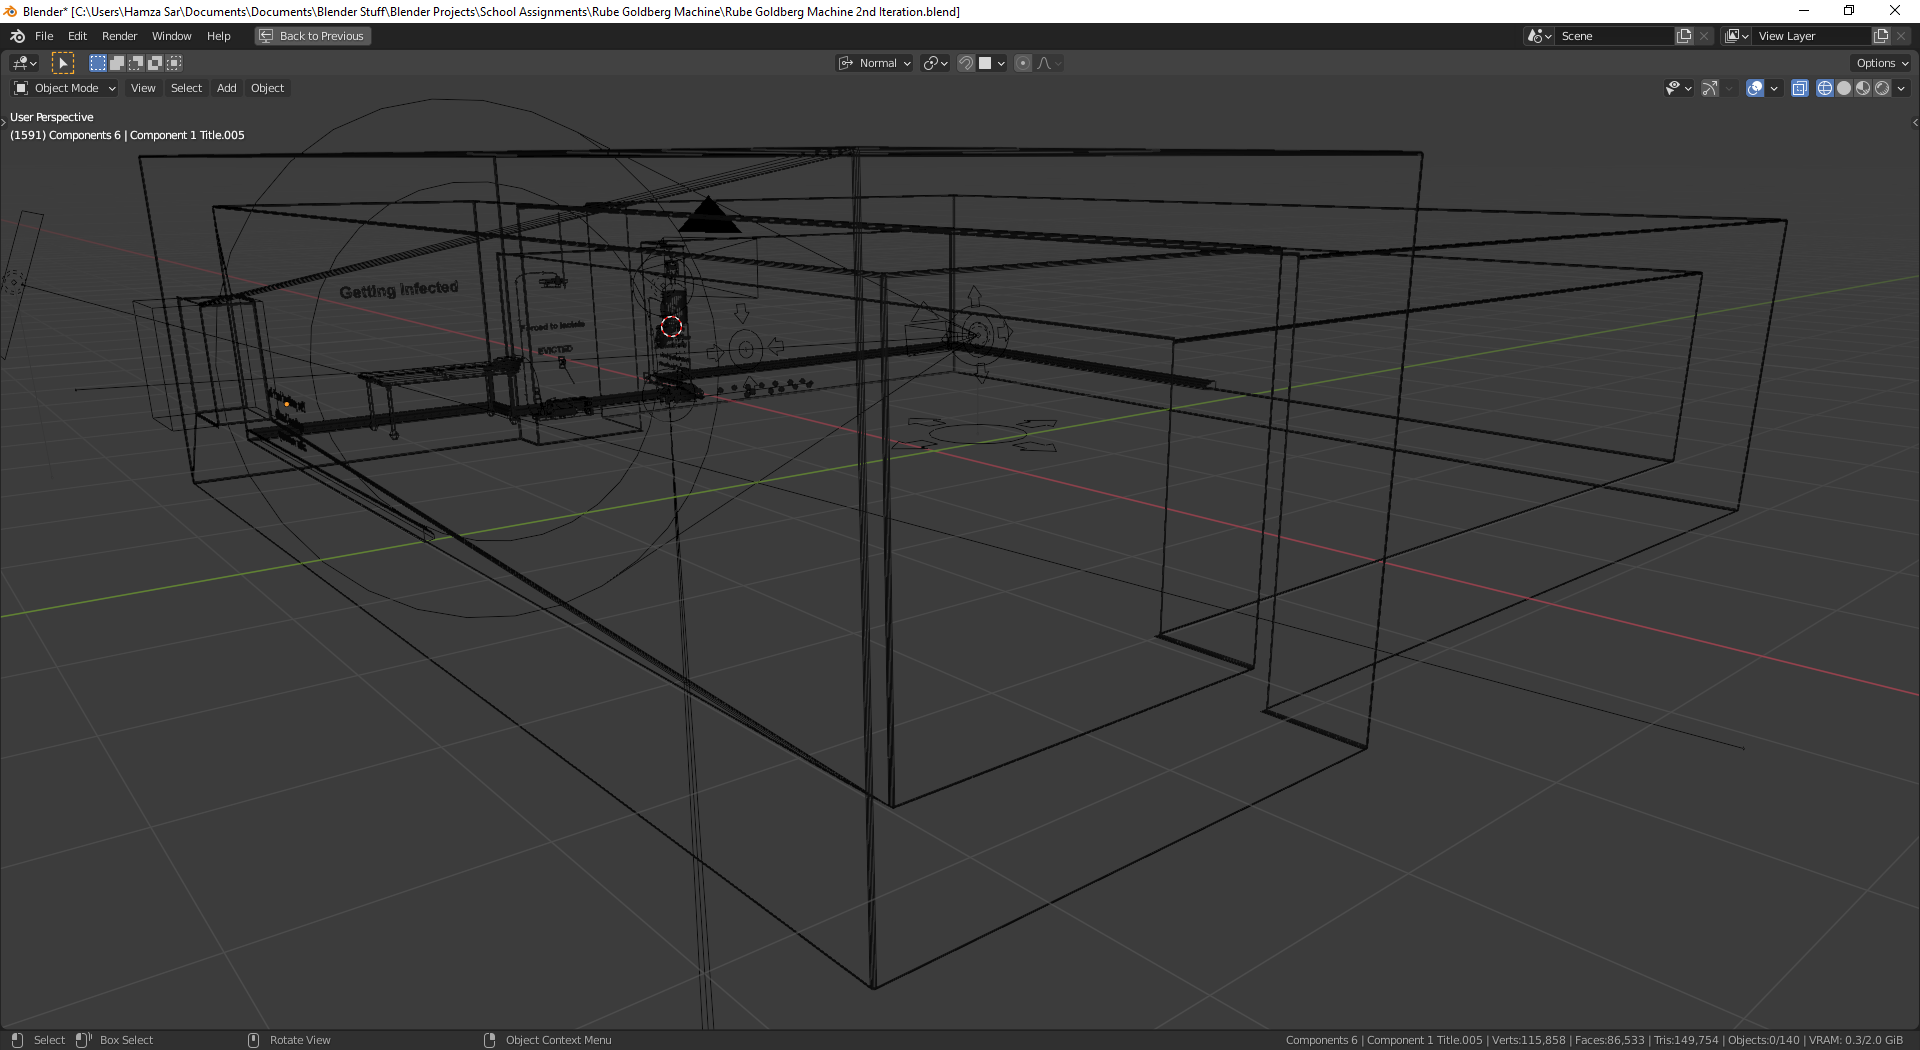 Blender* [C:\Users\Hamza Sar\Documents\Documents\Blender Stuff\Blender Projects\School Assignments\Rube Goldberg Machine\Rube Goldberg Machine 2nd Iteration.blend]
File Edit Render Window Help Back to Previous Scene View Layer
Normal Options
Object Mode View Select Add Object
User Perspective
(1591) Components 6 | Component 1 Title.005
Getting Infected
Forced to Isolate
EVICTED
Select Box Select Rotate View Object Context Menu Components 6 | Component 1 Title.005 | Verts:115,858 | Faces:86,533 | Tris:149,754 | Objects:0/140 | VRAM: 0.3/2.0 GiB